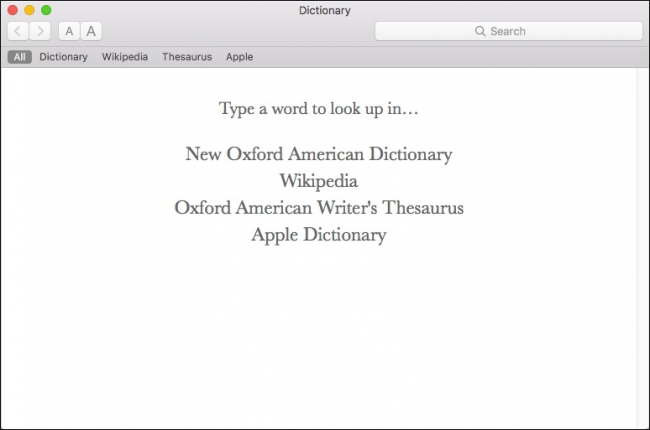 Dictionary
A A Search
All Dictionary Wikipedia Thesaurus Apple
Type a word to look up in...
New Oxford American Dictionary
Wikipedia
Oxford American Writer's Thesaurus
Apple Dictionary